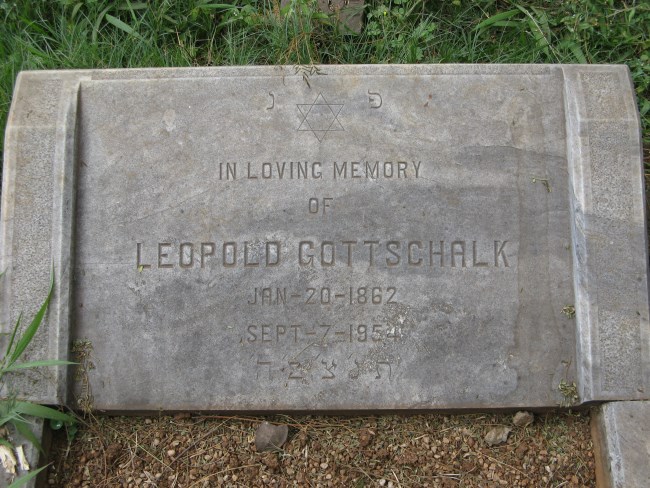 פ נ
IN LOVING MEMORY
OF
LEOPOLD GOTTSCHALK
JAN-20-1862
SEPT-7-1954
ת נ צ ב ה